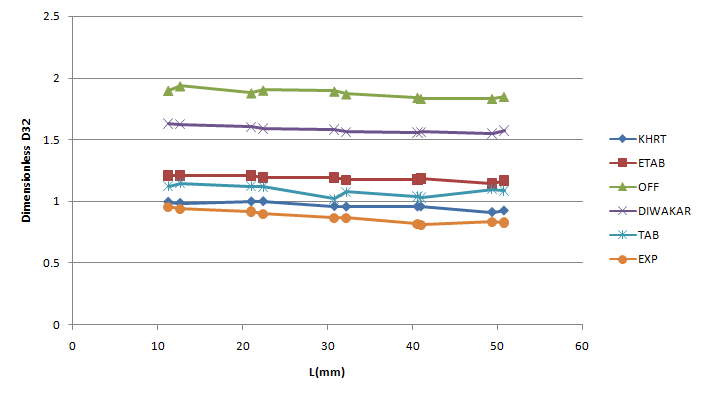 2.5
2
1.5
1
0.5
0
Dimensionless D32
0 10 20 30 40 50 60
L(mm)
KHRT
ETAB
OFF
DIWAKAR
TAB
EXP